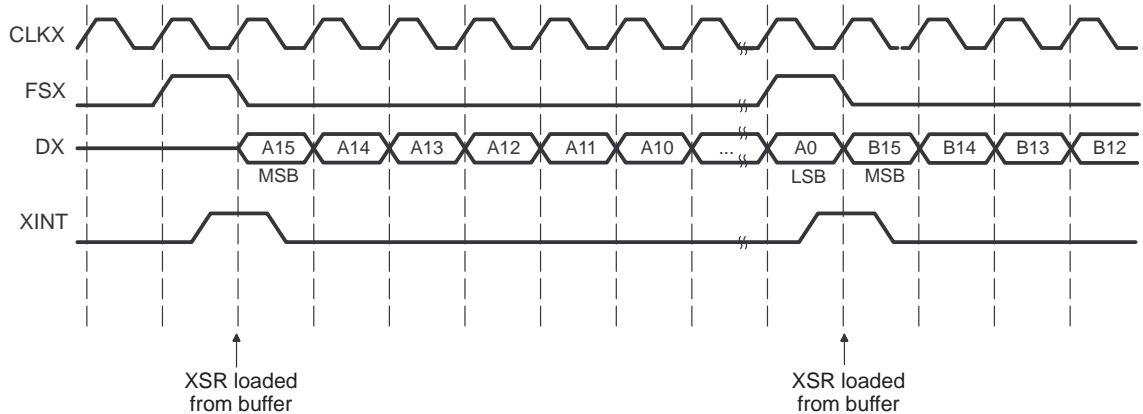 CLKX
FSX
DX
A15 A14 A13 A12 A11 A10 ... A0 B15 B14 B13 B12
MSB LSB MSB
XINT
XSR loaded
from buffer
XSR loaded
from buffer